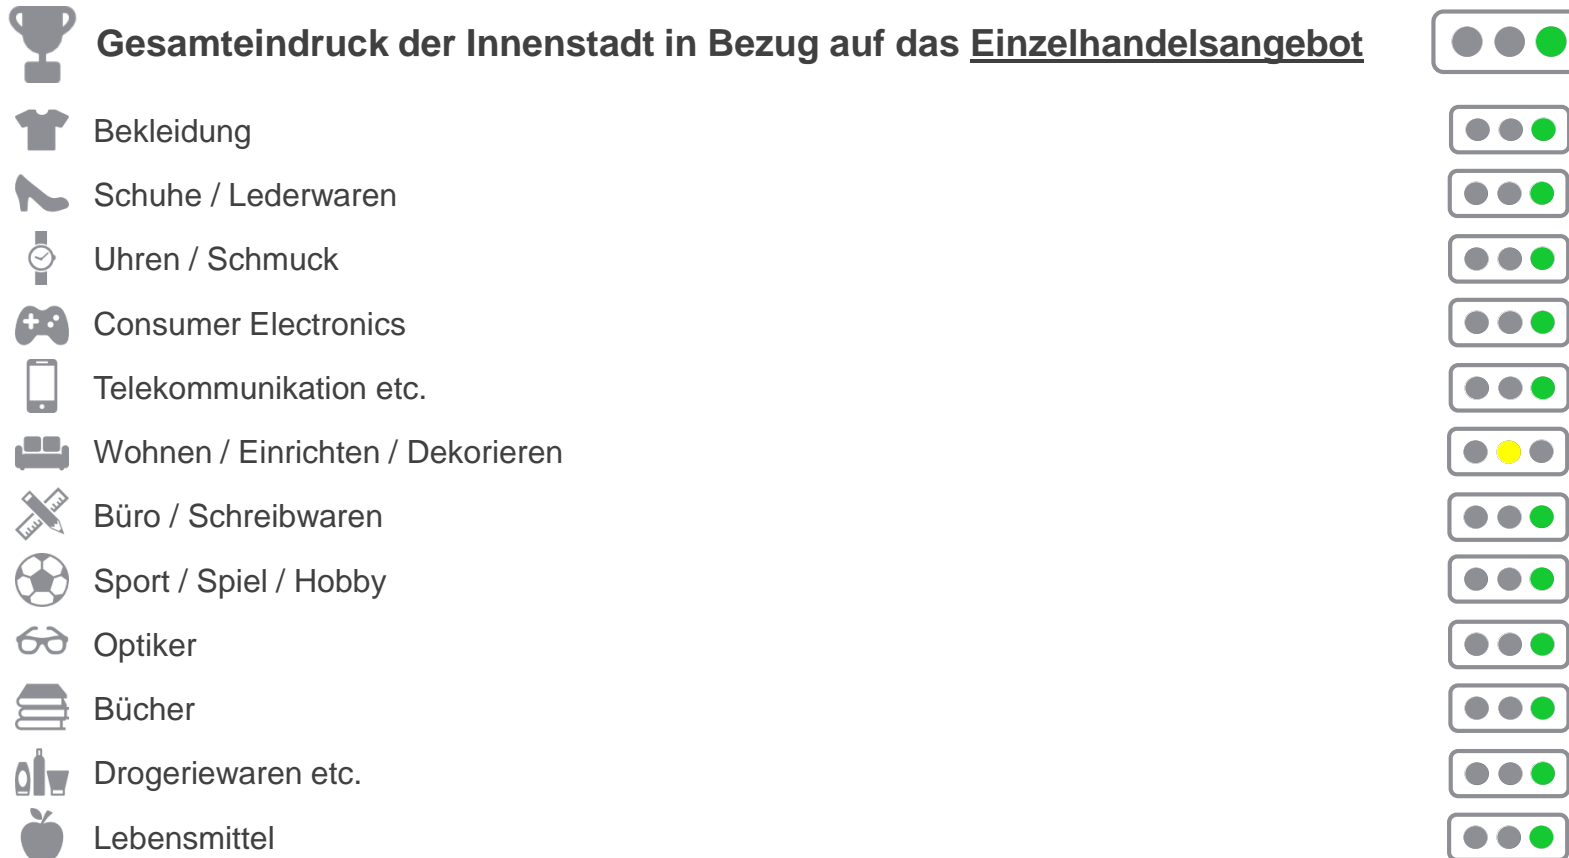 Gesamteindruck der Innenstadt in Bezug auf das Einzelhandelsangebot
Bekleidung
Schuhe / Lederwaren
Uhren / Schmuck
Consumer Electronics
Telekommunikation etc.
Wohnen / Einrichten / Dekorieren
Büro / Schreibwaren
Sport / Spiel / Hobby
Optiker
Bücher
Drogeriewaren etc.
Lebensmittel